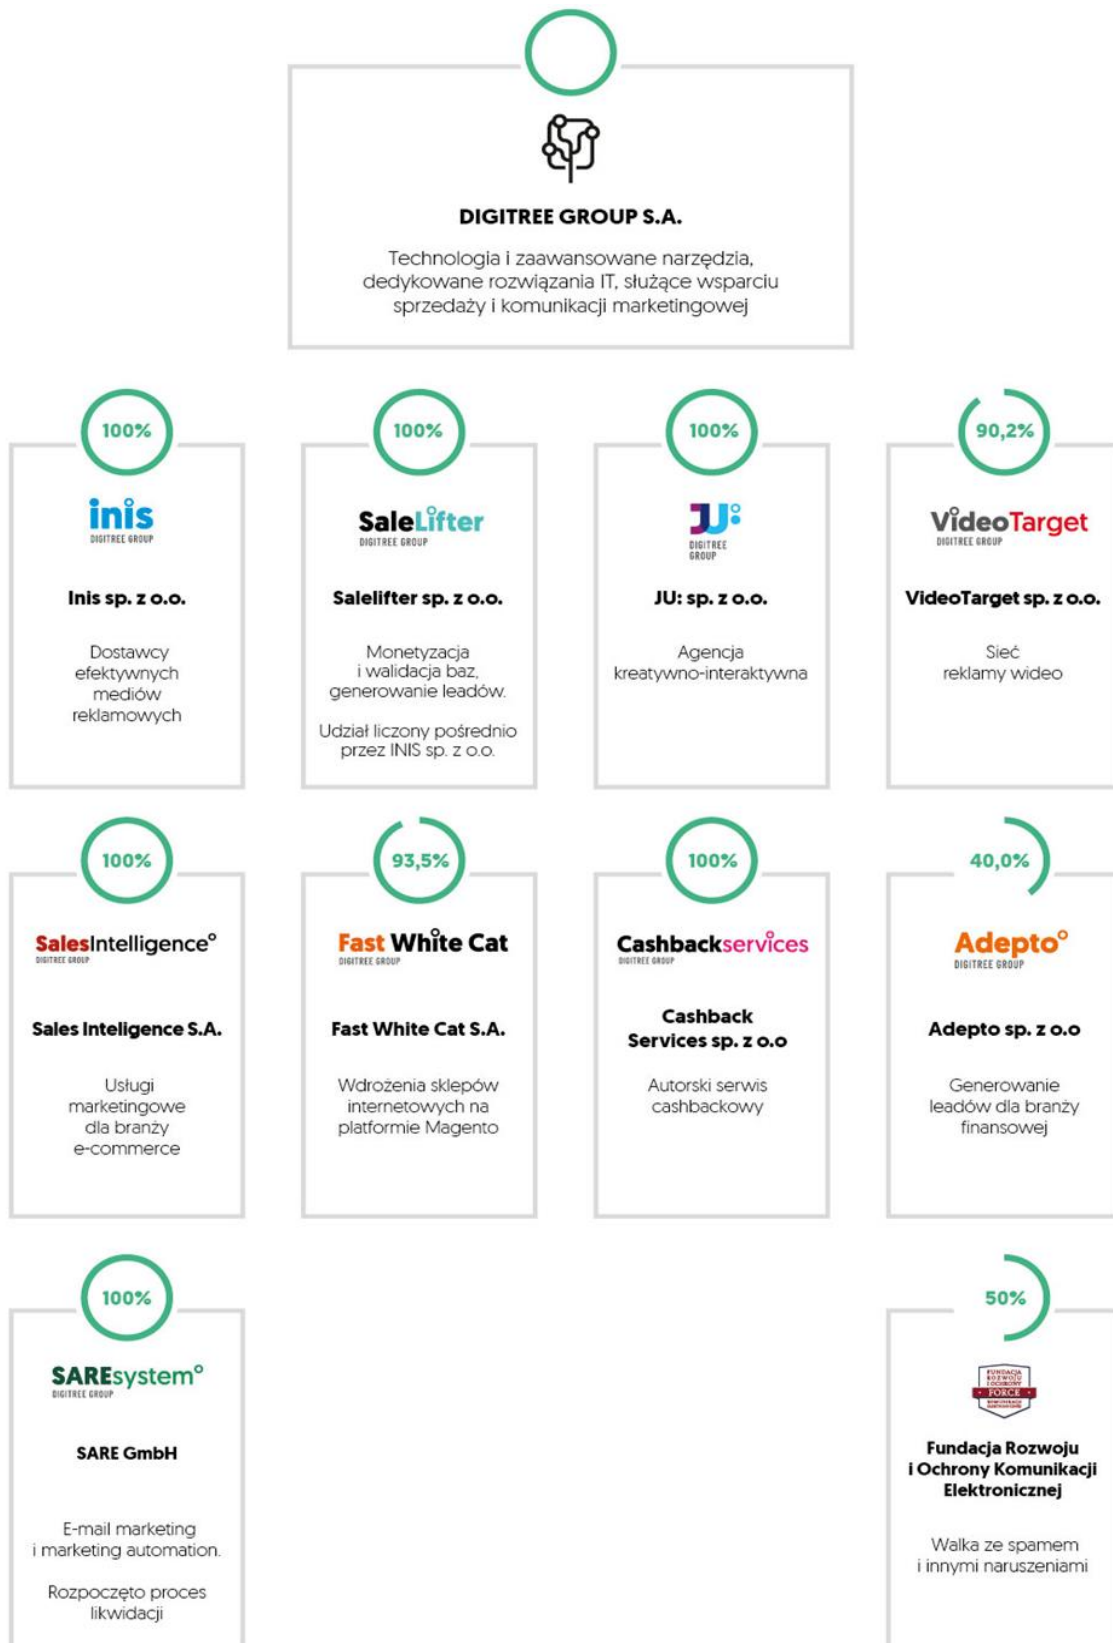 DIGITREE GROUP S.A.
Technologia i zaawansowane narzędzia,
dedykowane rozwiązania IT, służące wsparciu
sprzedaży i komunikacji marketingowej
100%
inis
DIGITREE GROUP
Inis sp. z o.o.
Dostawcy
efektywnych
mediów
reklamowych
100%
SaleLifter
DIGITREE GROUP
Salelifter sp. z o.o.
Monetyzacja
i walidacja baz,
generowanie leadów.
Udział liczony pośrednio
przez INIS sp. z o.o.
100%
JU:
DIGITREE
GROUP
JU: sp. z o.o.
Agencja
kreatywno-interaktywna
90,2%
VideoTarget
DIGITREE GROUP
VideoTarget sp. z o.o.
Sieć
reklamy wideo
100%
SalesIntelligence
DIGITREE GROUP
Sales Inteligence S.A.
Usługi
marketingowe
dla branży
e-commerce
93,5%
Fast White Cat
DIGITREE GROUP
Fast White Cat S.A.
Wdrożenia sklepów
internetowych na
platformie Magento
100%
Cashbackservices
DIGITREE GROUP
Cashback
Services sp. z o.o
Autorski serwis
cashbackowy
40,0%
Adepto
DIGITREE GROUP
Adepto sp. z o.o
Generowanie
leadów dla branży
finansowej
100%
SAREsystem
DIGITREE GROUP
SARE GmbH
E-mail marketing
i marketing automation.
Rozpoczęto proces
likwidacji
50%
FUNDACJA
ROZWOJU
I OCHRONY
FORCE
KOMUNIKACJI
ELEKTRONICZNEJ
Fundacja Rozwoju
i Ochrony Komunikacji
Elektronicznej
Walka ze spamem
i innymi naruszeniami